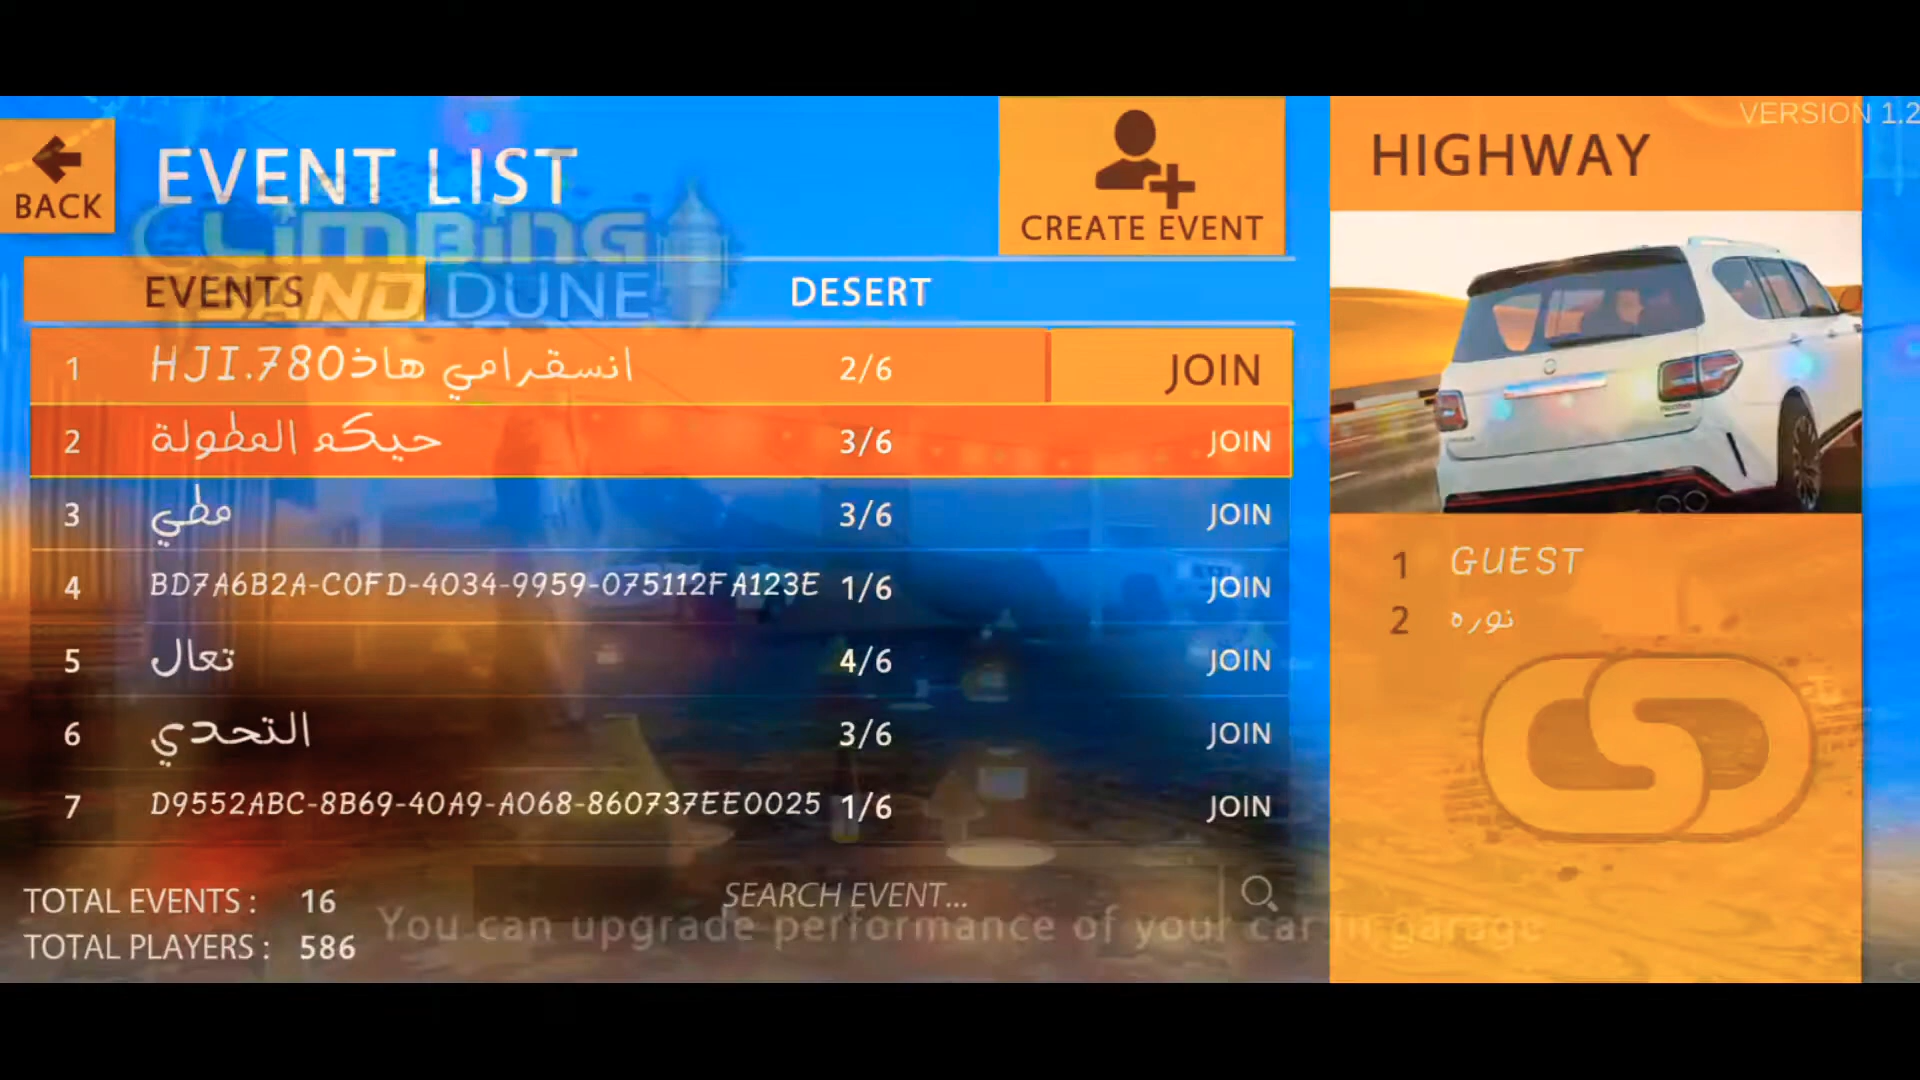 VERSION 1.2
BACK
EVENT LIST
CREATE EVENT
HIGHWAY
CLIMBING
SAND DUNE
EVENTS
DESERT
1 HJI.780انسقرامي هاذ 2/6 JOIN
2 حيكم المطولة 3/6 JOIN
3 مطي 3/6 JOIN
4 BD7A6B2A-C0FD-4034-9959-075112FA123E 1/6 JOIN
5 تعال 4/6 JOIN
6 التحدي 3/6 JOIN
7 D9552ABC-8B69-40A9-A068-860737EE0025 1/6 JOIN
1 GUEST
2 نوره
SEARCH EVENT...
TOTAL EVENTS : 16
TOTAL PLAYERS : 586
You can upgrade performance of your car in garage